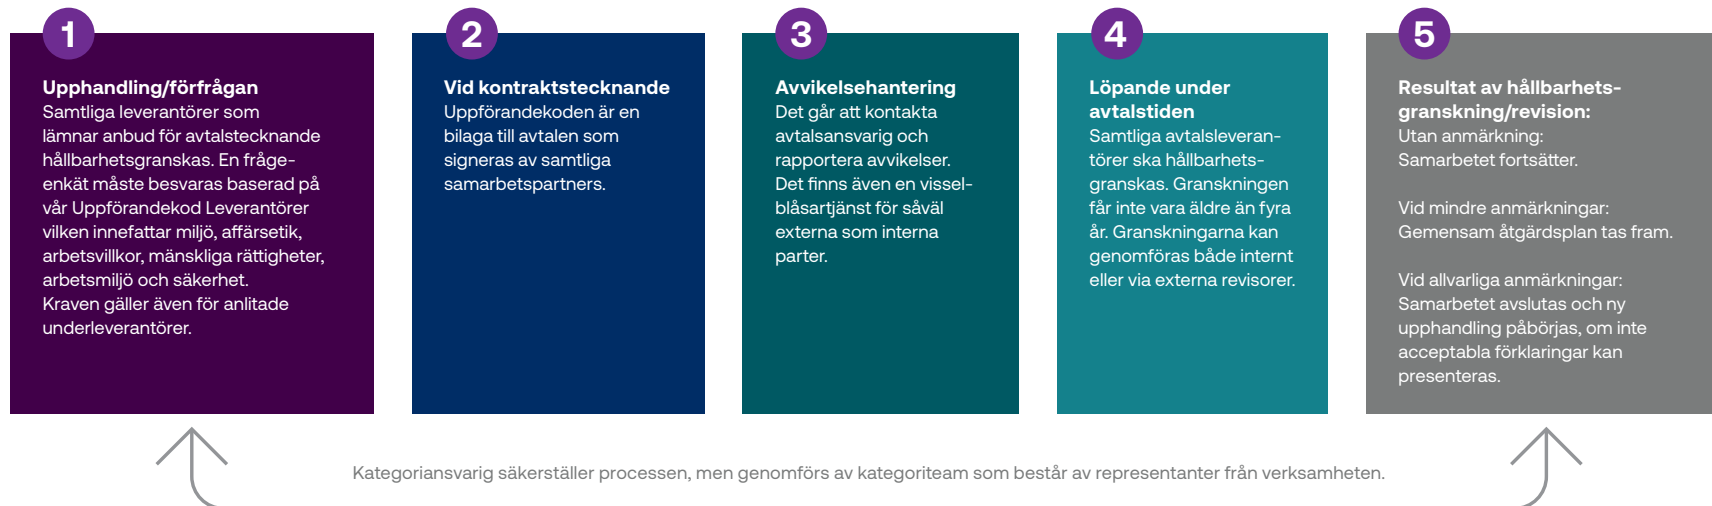 1
Upphandling/förfrågan
Samtliga leverantörer som
lämnar anbud för avtalstecknande
hållbarhetsgranskas. En fråge-
enkät måste besvaras baserad på
vår Uppförandekod Leverantörer
vilken innefattar miljö, affärsetik,
arbetsvillkor, mänskliga rättigheter,
arbetsmiljö och säkerhet.
Kraven gäller även för anlitade
underleverantörer.
2
Vid kontraktstecknande
Uppförandekoden är en
bilaga till avtalen som
signeras av samtliga
samarbetspartners.
3
Avvikelsehantering
Det går att kontakta
avtalsansvarig och
rapportera avvikelser.
Det finns även en vissel-
blåsartjänst för såväl
externa som interna
parter.
4
Löpande under
avtalstiden
Samtliga avtalsleveran-
törer ska hållbarhets-
granskas. Granskningen
får inte vara äldre än fyra
år. Granskningarna kan
genomföras både internt
eller via externa revisorer.
5
Resultat av hållbarhets-
granskning/revision:
Utan anmärkning:
Samarbetet fortsätter.
Vid mindre anmärkningar:
Gemensam åtgärdsplan tas fram.
Vid allvarliga anmärkningar:
Samarbetet avslutas och ny
upphandling påbörjas, om inte
acceptabla förklaringar kan
presenteras.
Kategoriansvarig säkerställer processen, men genomförs av kategoriteam som består av representanter från verksamheten.